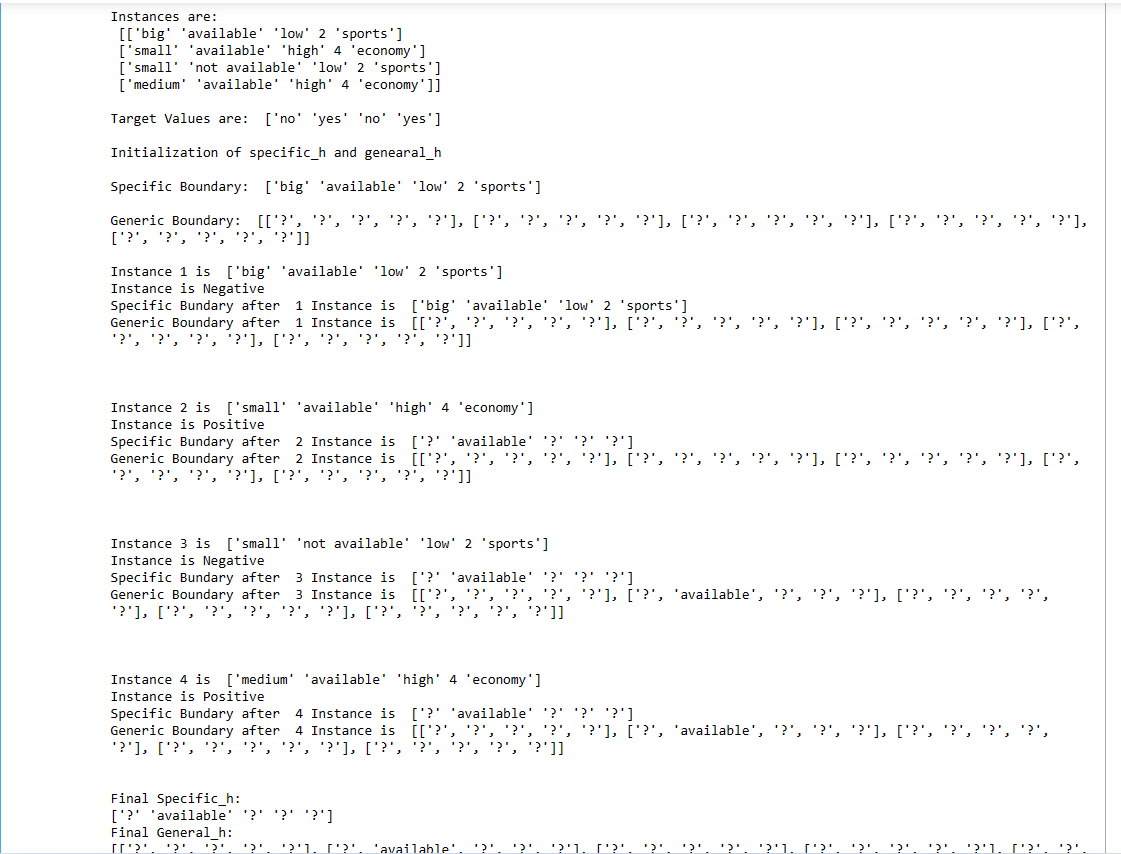 Instances are:
[['big' 'available' 'low' 2 'sports']
['small' 'available' 'high' 4 'economy']
['small' 'not available' 'low' 2 'sports']
['medium' 'available' 'high' 4 'economy']]
Target Values are:  ['no' 'yes' 'no' 'yes']
Initialization of specific_h and genearal_h
Specific Boundary:  ['big' 'available' 'low' 2 'sports']
Generic Boundary:  [['?', '?', '?', '?', '?'], ['?', '?', '?', '?', '?'], ['?', '?', '?', '?', '?'], ['?', '?', '?', '?', '?'],
['?', '?', '?', '?', '?']]
Instance 1 is  ['big' 'available' 'low' 2 'sports']
Instance is Negative
Specific Bundary after  1 Instance is  ['big' 'available' 'low' 2 'sports']
Generic Boundary after  1 Instance is  [['?', '?', '?', '?', '?'], ['?', '?', '?', '?', '?'], ['?', '?', '?', '?', '?'], ['?',
'?', '?', '?', '?'], ['?', '?', '?', '?', '?']]
Instance 2 is  ['small' 'available' 'high' 4 'economy']
Instance is Positive
Specific Bundary after  2 Instance is  ['?' 'available' '?' '?' '?']
Generic Boundary after  2 Instance is  [['?', '?', '?', '?', '?'], ['?', '?', '?', '?', '?'], ['?', '?', '?', '?', '?'], ['?',
'?', '?', '?', '?'], ['?', '?', '?', '?', '?']]
Instance 3 is  ['small' 'not available' 'low' 2 'sports']
Instance is Negative
Specific Bundary after  3 Instance is  ['?' 'available' '?' '?' '?']
Generic Boundary after  3 Instance is  [['?', '?', '?', '?', '?'], ['?', 'available', '?', '?', '?'], ['?', '?', '?', '?',
'?'], ['?', '?', '?', '?', '?'], ['?', '?', '?', '?', '?']]
Instance 4 is  ['medium' 'available' 'high' 4 'economy']
Instance is Positive
Specific Bundary after  4 Instance is  ['?' 'available' '?' '?' '?']
Generic Boundary after  4 Instance is  [['?', '?', '?', '?', '?'], ['?', 'available', '?', '?', '?'], ['?', '?', '?', '?',
'?'], ['?', '?', '?', '?', '?'], ['?', '?', '?', '?', '?']]
Final Specific_h:
['?' 'available' '?' '?' '?']
Final General_h:
[['?', '?', '?', '?', '?'], ['?', 'available', '?', '?', '?'], ['?', '?', '?', '?', '?'], ['?', '?', '?', '?', '?'], ['?', '?',